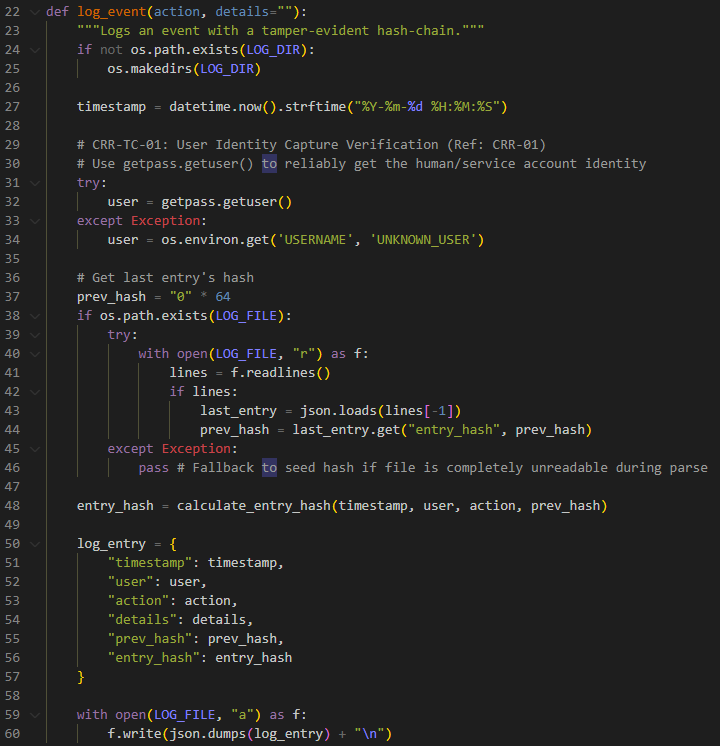 22 def log_event(action, details=""):
23     """Logs an event with a tamper-evident hash-chain."""
24     if not os.path.exists(LOG_DIR):
25         os.makedirs(LOG_DIR)
26
27     timestamp = datetime.now().strftime("%Y-%m-%d %H:%M:%S")
28
29     # CRR-TC-01: User Identity Capture Verification (Ref: CRR-01)
30     # Use getpass.getuser() to reliably get the human/service account identity
31     try:
32         user = getpass.getuser()
33     except Exception:
34         user = os.environ.get('USERNAME', 'UNKNOWN_USER')
35
36     # Get last entry's hash
37     prev_hash = "0" * 64
38     if os.path.exists(LOG_FILE):
39         try:
40             with open(LOG_FILE, "r") as f:
41                 lines = f.readlines()
42                 if lines:
43                     last_entry = json.loads(lines[-1])
44                     prev_hash = last_entry.get("entry_hash", prev_hash)
45         except Exception:
46             pass # Fallback to seed hash if file is completely unreadable during parse
47
48     entry_hash = calculate_entry_hash(timestamp, user, action, prev_hash)
49
50     log_entry = {
51         "timestamp": timestamp,
52         "user": user,
53         "action": action,
54         "details": details,
55         "prev_hash": prev_hash,
56         "entry_hash": entry_hash
57     }
58
59     with open(LOG_FILE, "a") as f:
60         f.write(json.dumps(log_entry) + "\n")